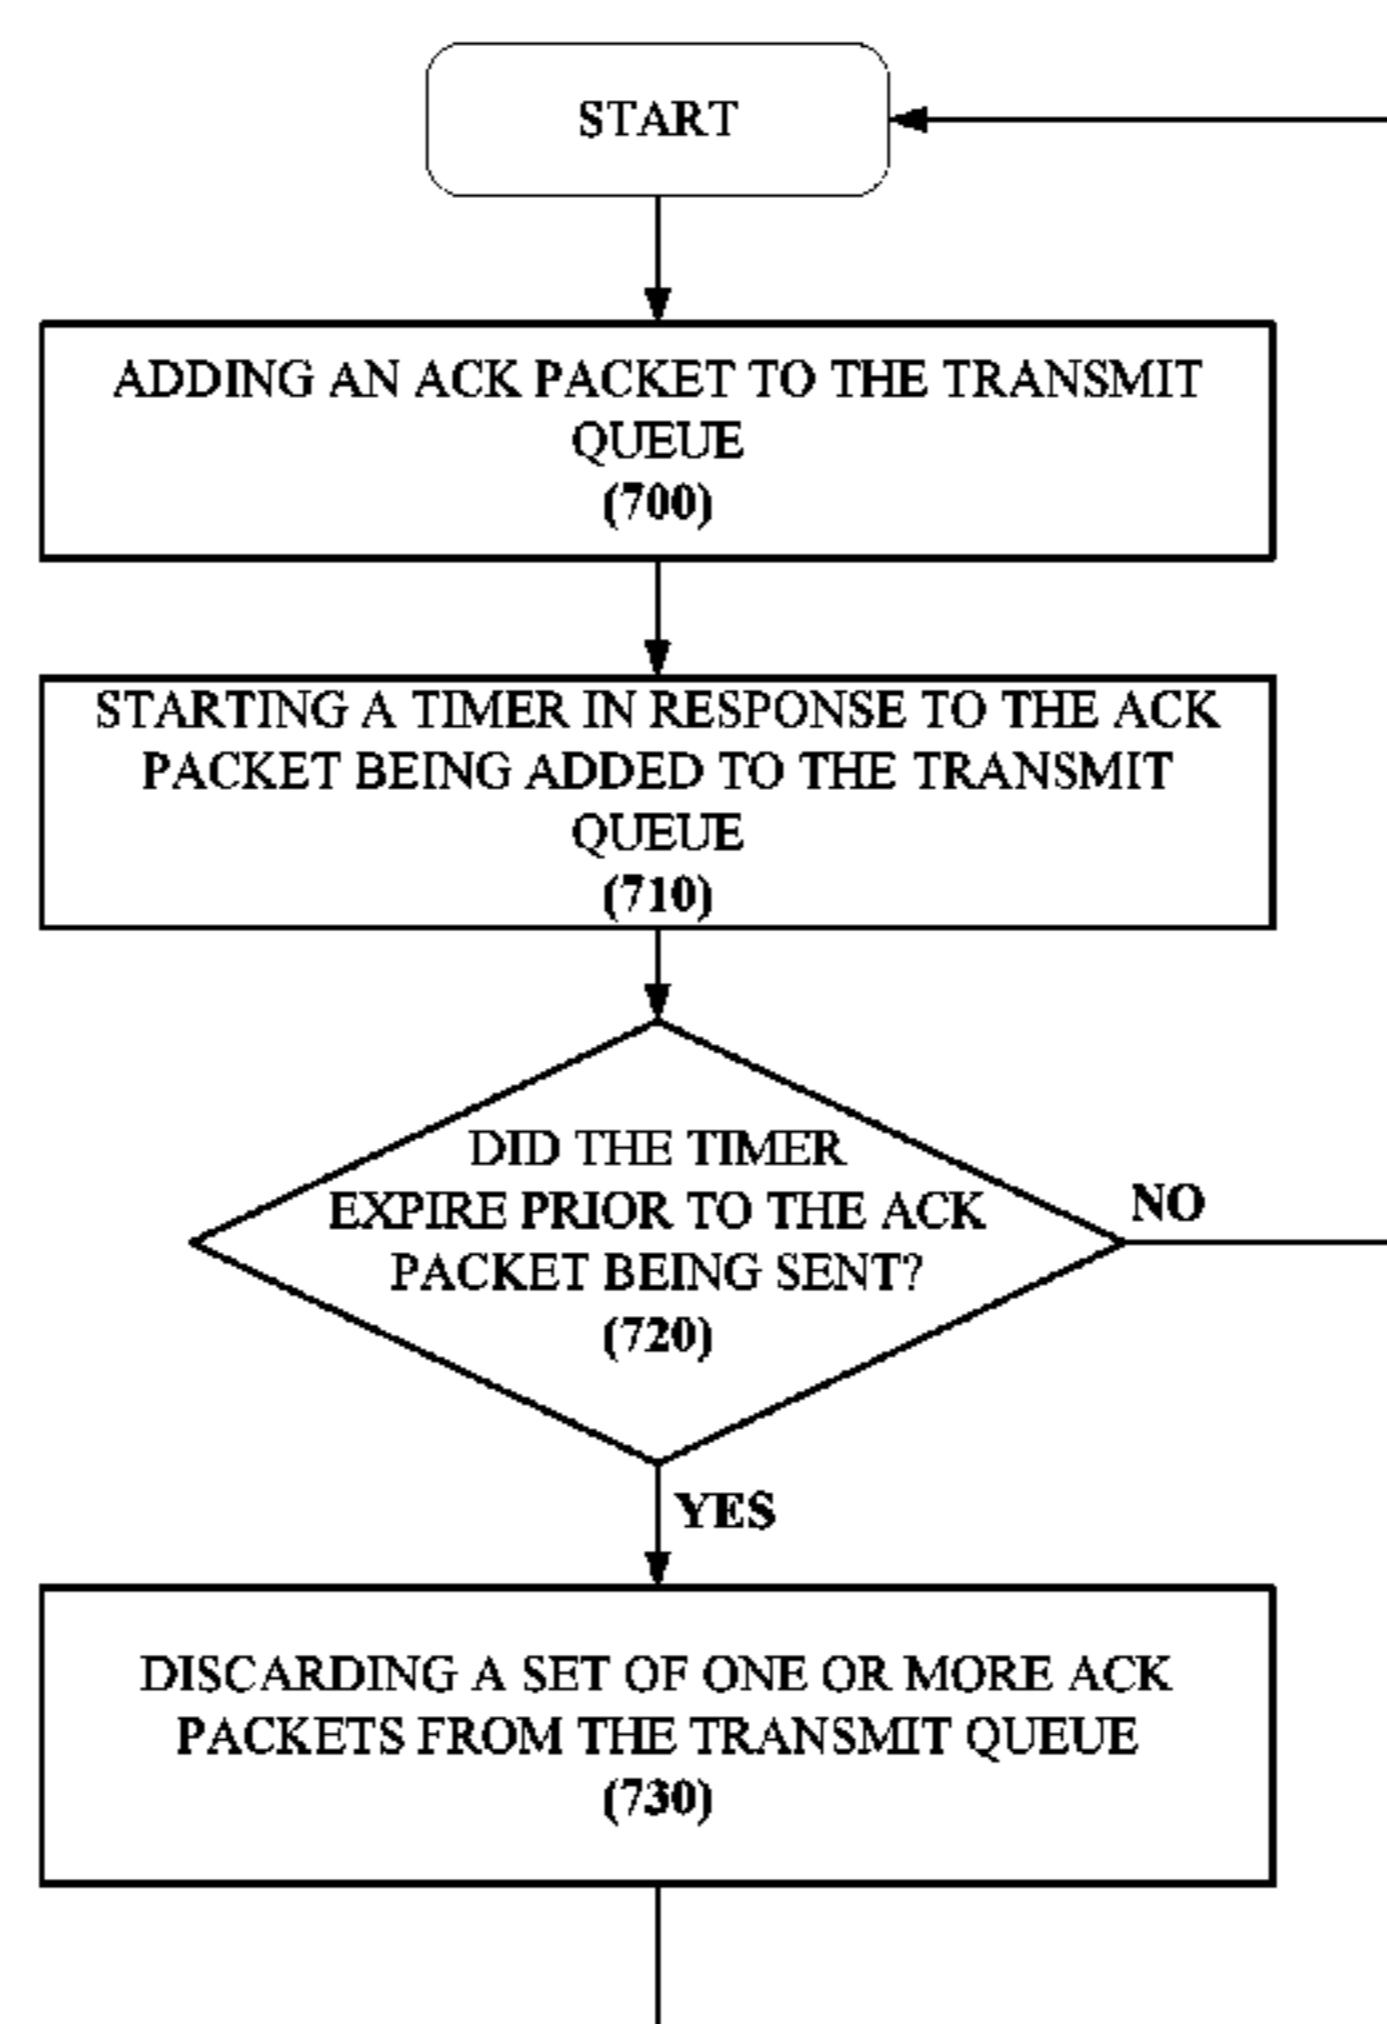 START
ADDING AN ACK PACKET TO THE TRANSMIT
QUEUE
(700)
STARTING A TIMER IN RESPONSE TO THE ACK
PACKET BEING ADDED TO THE TRANSMIT
QUEUE
(710)
DID THE TIMER
EXPIRE PRIOR TO THE ACK
PACKET BEING SENT?
(720)
NO
YES
DISCARDING A SET OF ONE OR MORE ACK
PACKETS FROM THE TRANSMIT QUEUE
(730)